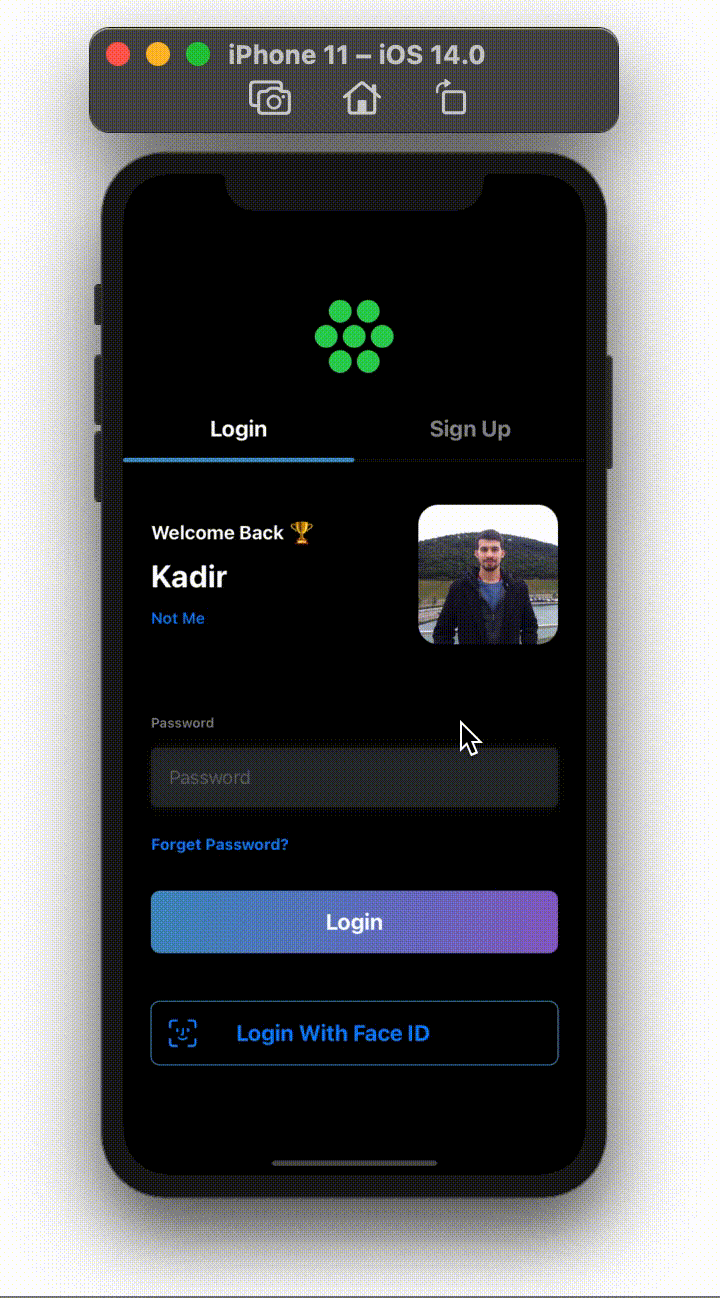 iPhone 11 – iOS 14.0
Login
Sign Up
Welcome Back 🏆
Kadir
Not Me
Password
Password
Forget Password?
Login
Login With Face ID